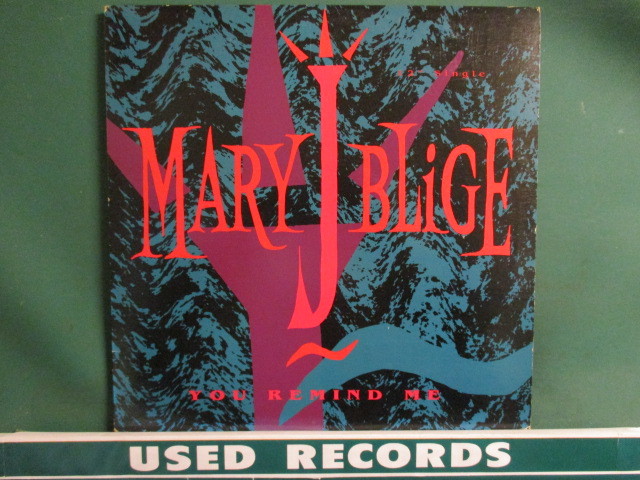 12" single
MARY J BLiGE
YOU REMIND ME
USED RECORDS